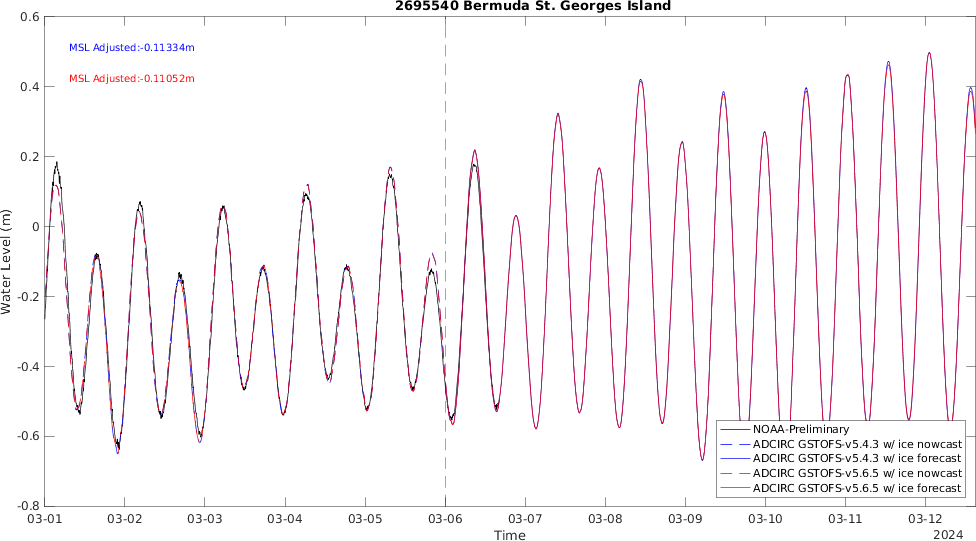 2695540 Bermuda St. Georges Island
0.6
MSL Adjusted:-0.11334m
MSL Adjusted:-0.11052m
0.4
0.2
0
-0.2
-0.4
-0.6
-0.8
Water Level (m)
NOAA-Preliminary
ADCIRC GSTOFS-v5.4.3 w/ ice nowcast
ADCIRC GSTOFS-v5.4.3 w/ ice forecast
ADCIRC GSTOFS-v5.6.5 w/ ice nowcast
ADCIRC GSTOFS-v5.6.5 w/ ice forecast
03-01 03-02 03-03 03-04 03-05 03-06 03-07 03-08 03-09 03-10 03-11 03-12
Time
2024